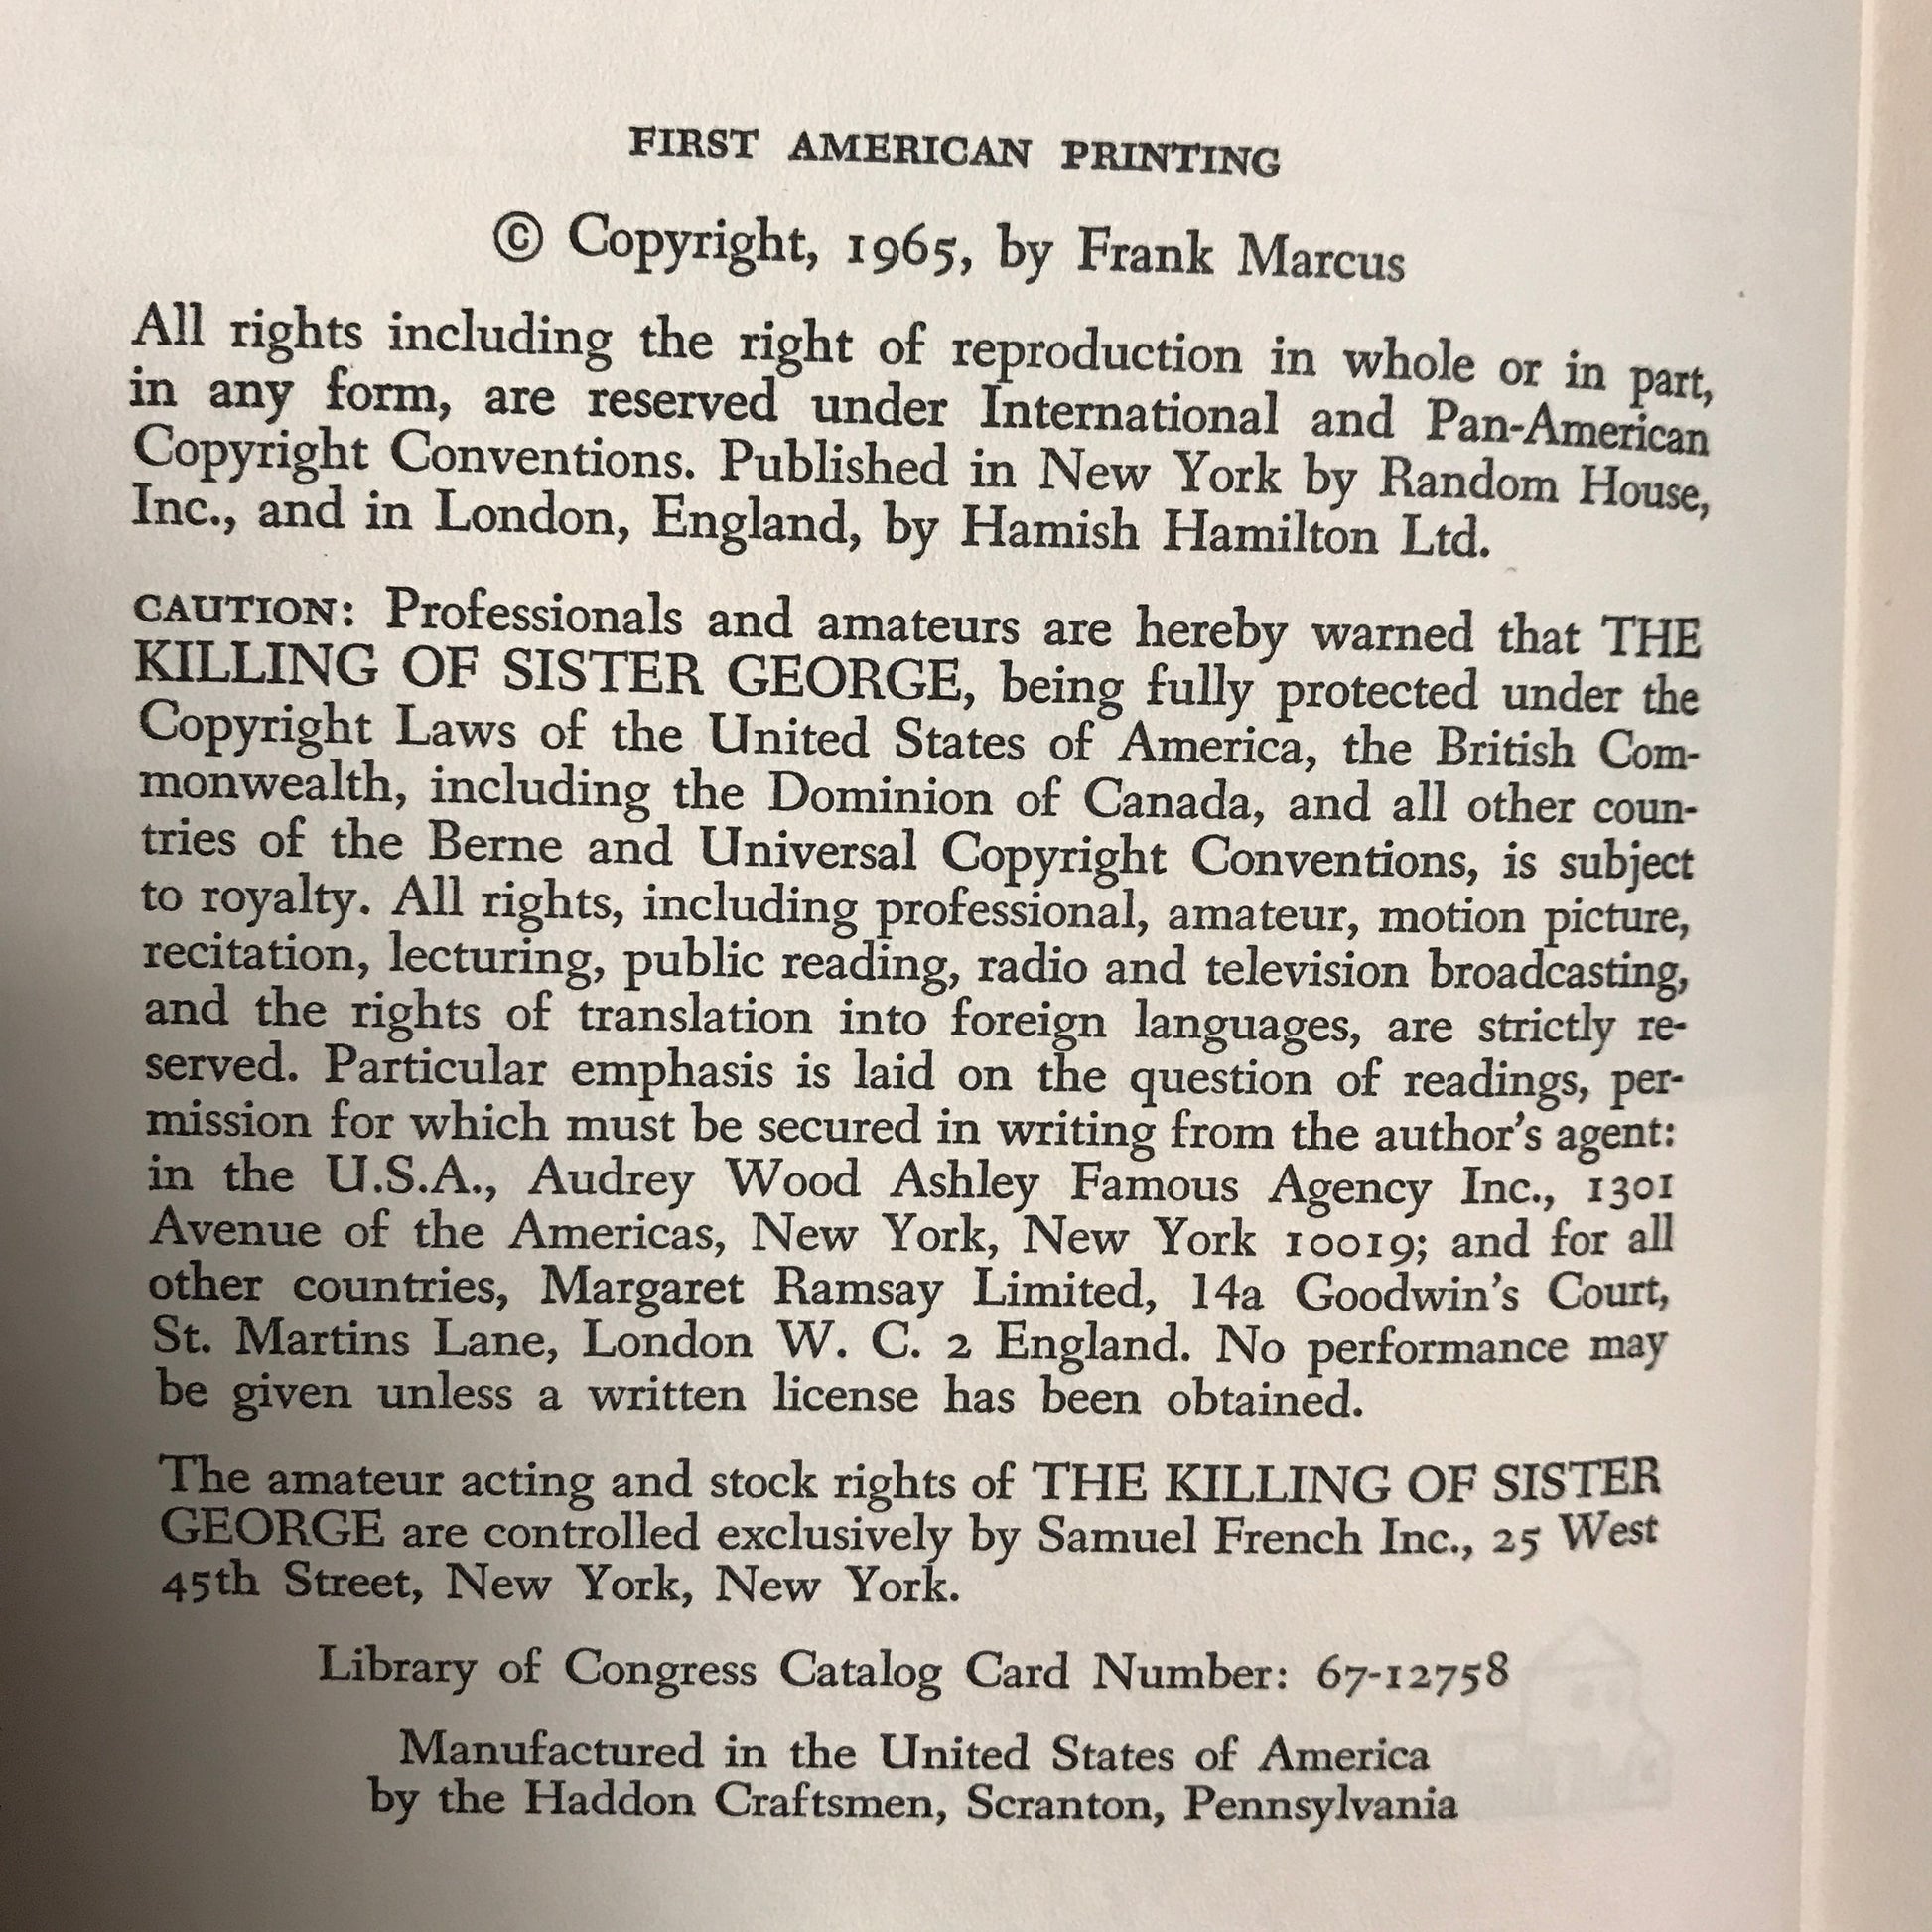 FIRST AMERICAN PRINTING
© Copyright, 1965, by Frank Marcus
All rights including the right of reproduction in whole or in part,
in any form, are reserved under International and Pan-American
Copyright Conventions. Published in New York by Random House,
Inc., and in London, England, by Hamish Hamilton Ltd.
CAUTION: Professionals and amateurs are hereby warned that THE
KILLING OF SISTER GEORGE, being fully protected under the
Copyright Laws of the United States of America, the British Com-
monwealth, including the Dominion of Canada, and all other coun-
tries of the Berne and Universal Copyright Conventions, is subject
to royalty. All rights, including professional, amateur, motion picture,
recitation, lecturing, public reading, radio and television broadcasting,
and the rights of translation into foreign languages, are strictly re-
served. Particular emphasis is laid on the question of readings, per-
mission for which must be secured in writing from the author's agent:
in the U.S.A., Audrey Wood Ashley Famous Agency Inc., 1301
Avenue of the Americas, New York, New York 10019; and for all
other countries, Margaret Ramsay Limited, 14a Goodwin's Court,
St. Martins Lane, London W. C. 2 England. No performance may
be given unless a written license has been obtained.
The amateur acting and stock rights of THE KILLING OF SISTER
GEORGE are controlled exclusively by Samuel French Inc., 25 West
45th Street, New York, New York.
Library of Congress Catalog Card Number: 67-12758
Manufactured in the United States of America
by the Haddon Craftsmen, Scranton, Pennsylvania